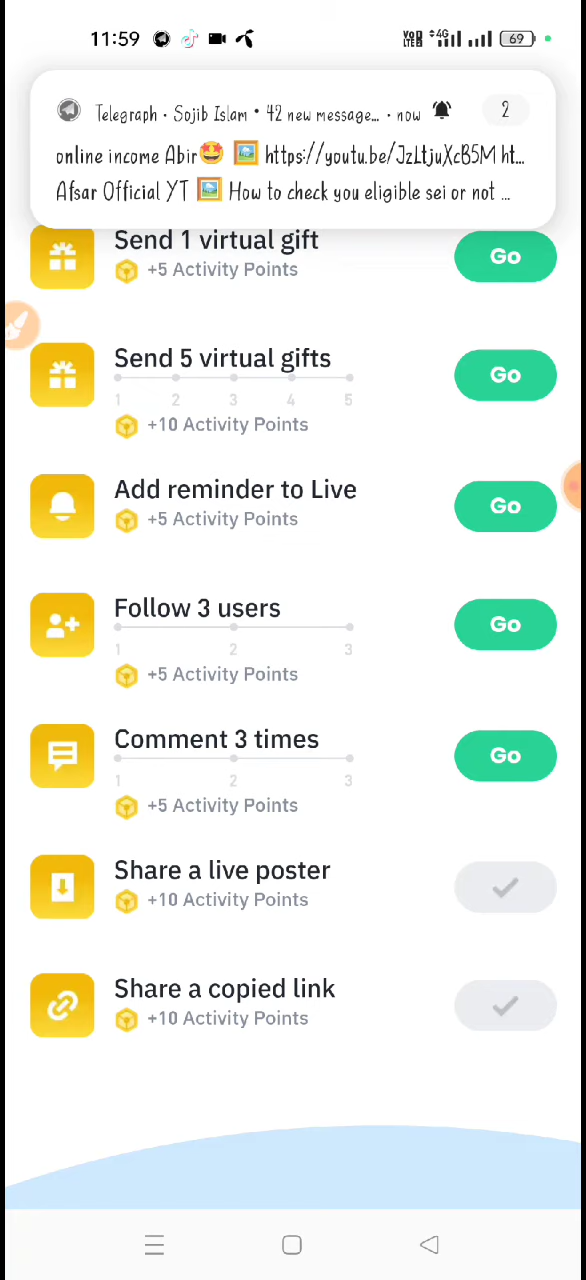 11:59
VoLTE 4G 69
Telegraph • Sojib Islam • 42 new message... • now 2
online income Abir🤩 🖼️ https://youtu.be/JzLtjuXcB5M ht...
Afsar Official YT 🖼️ How to check you eligible sei or not ...
Send 1 virtual gift
+5 Activity Points
Go
Send 5 virtual gifts
1 2 3 4 5
+10 Activity Points
Go
Add reminder to Live
+5 Activity Points
Go
Follow 3 users
1 2 3
+5 Activity Points
Go
Comment 3 times
1 2 3
+5 Activity Points
Go
Share a live poster
+10 Activity Points
Share a copied link
+10 Activity Points